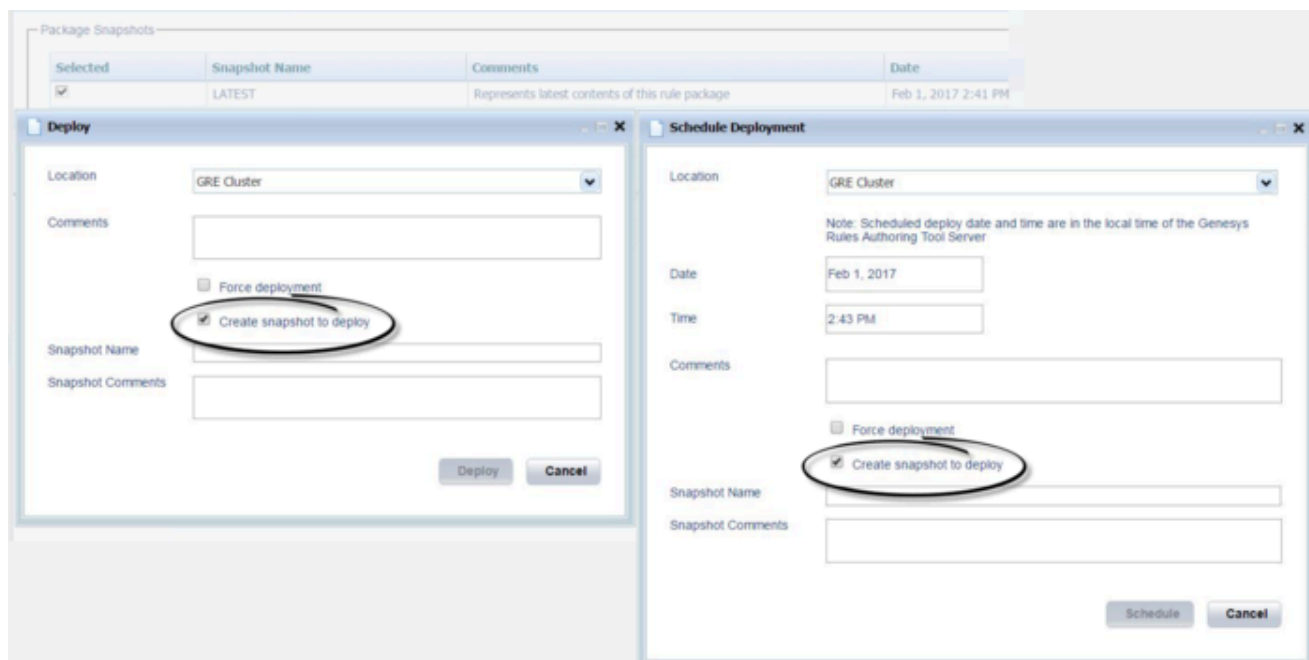 Package Snapshots
Selected Snapshot Name Comments Date
LATEST Represents latest contents of this rule package Feb 1, 2017 2:41 PM
Deploy
Location GRE Cluster
Comments
Force deployment
Create snapshot to deploy
Snapshot Name
Snapshot Comments
Deploy Cancel
Schedule Deployment
Location GRE Cluster
Note: Scheduled deploy date and time are in the local time of the Genesys
Rules Authoring Tool Server
Date Feb 1, 2017
Time 2:43 PM
Comments
Force deployment
Create snapshot to deploy
Snapshot Name
Snapshot Comments
Schedule Cancel